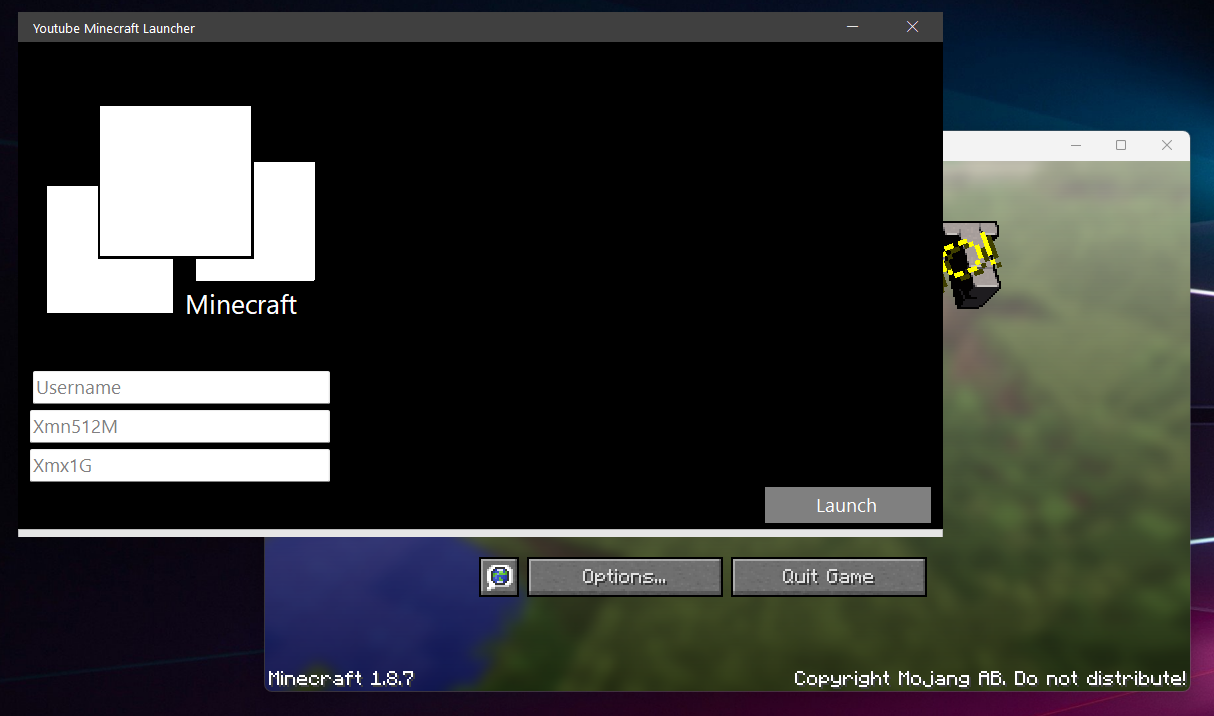 Youtube Minecraft Launcher
Minecraft
Username
Xmn512M
Xmx1G
Launch
Options...
Quit Game
Minecraft 1.8.7
Copyright Mojang AB. Do not distribute!